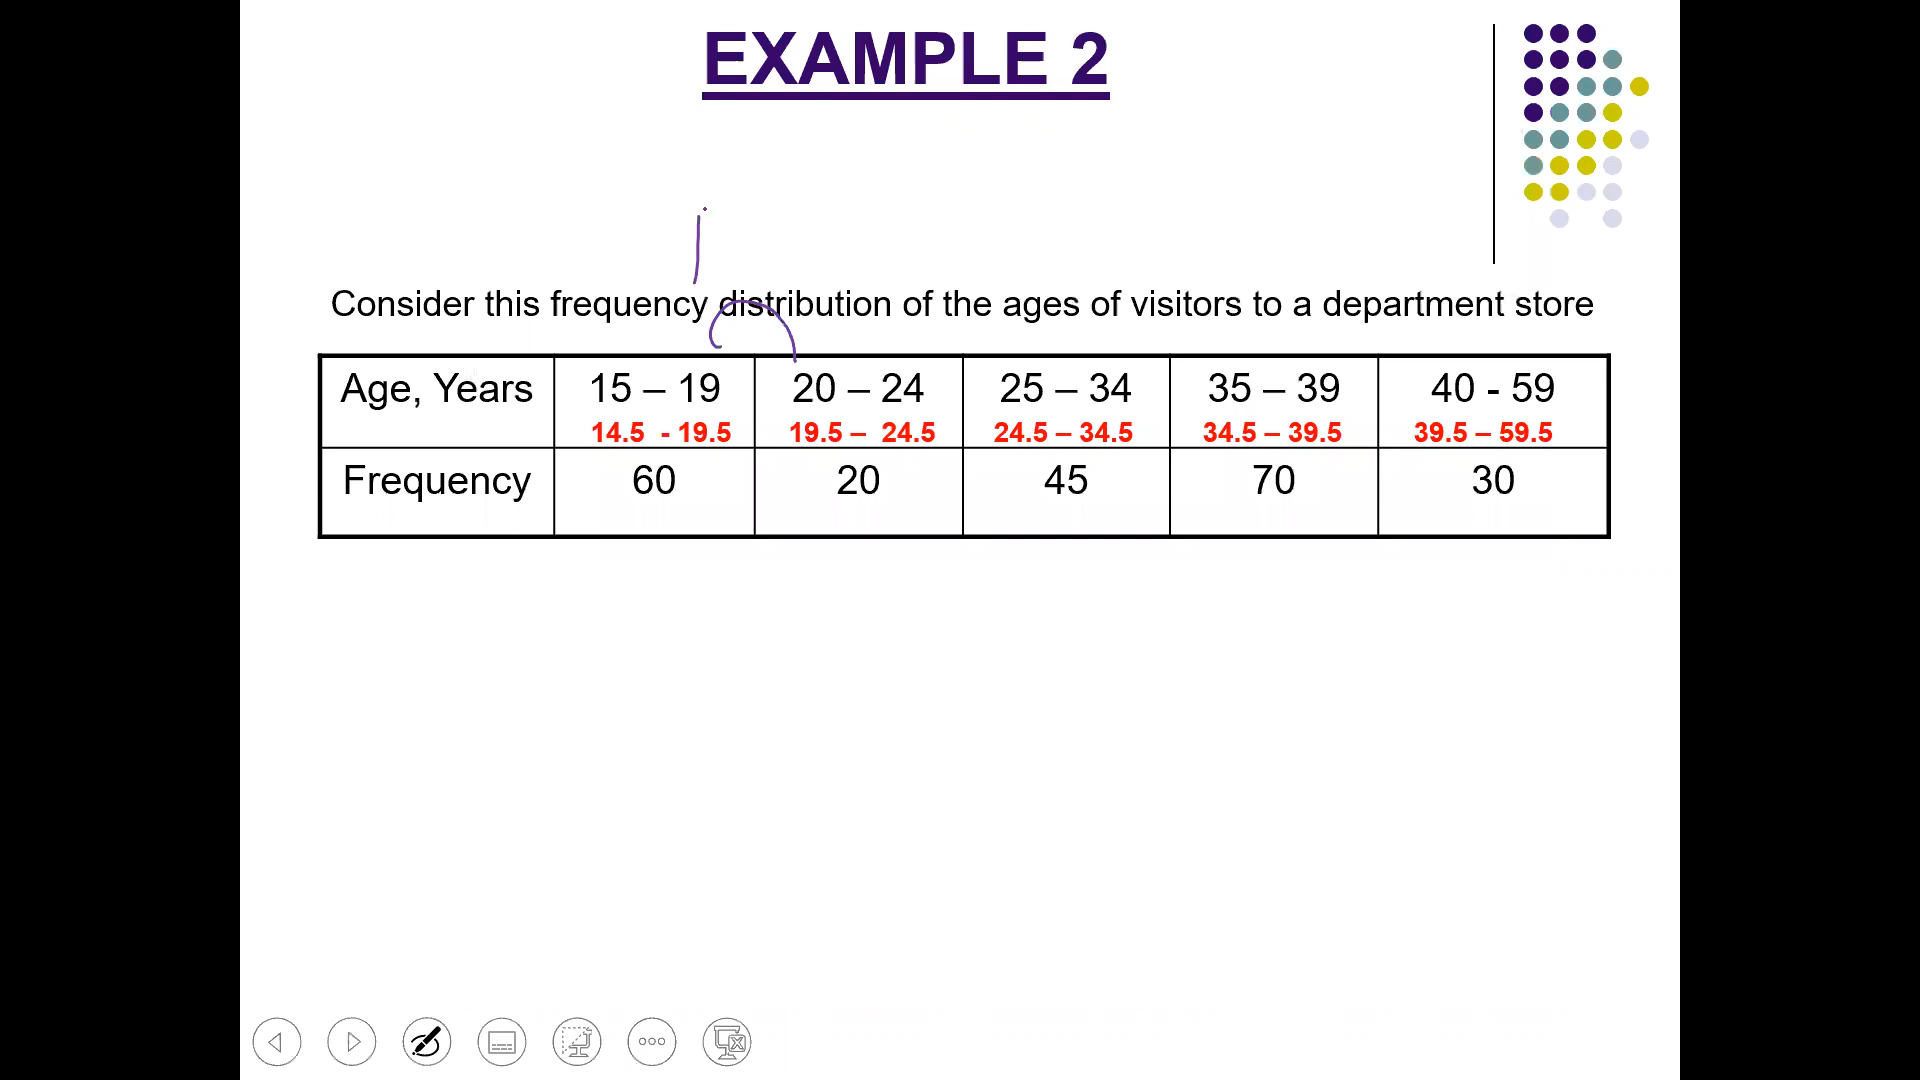 EXAMPLE 2
Consider this frequency distribution of the ages of visitors to a department store
Age, Years 15 – 19 20 – 24 25 – 34 35 – 39 40 - 59
14.5 - 19.5 19.5 – 24.5 24.5 – 34.5 34.5 – 39.5 39.5 – 59.5
Frequency 60 20 45 70 30